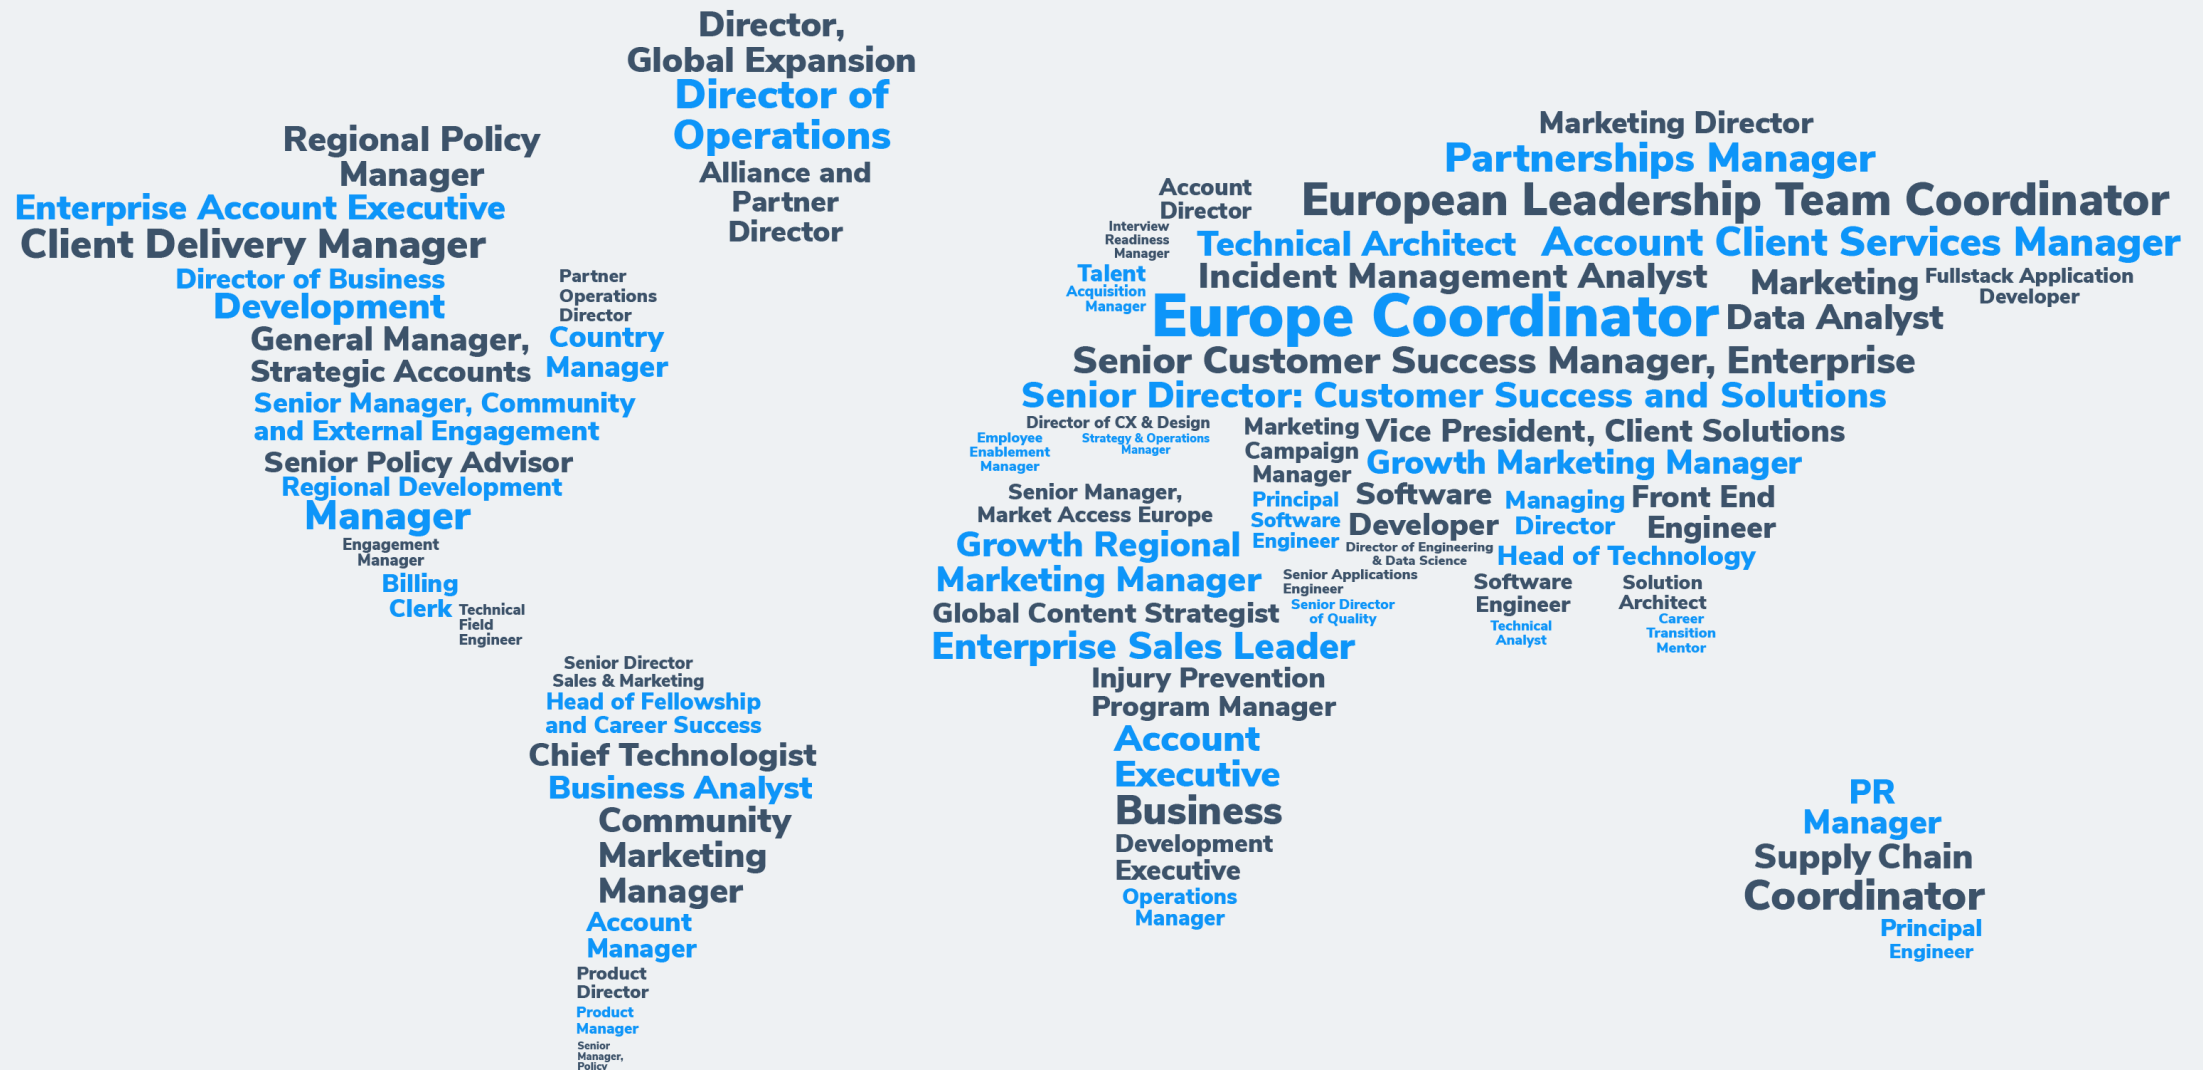 Director,
Global Expansion
Director of
Operations
Alliance and
Partner
Director
Regional Policy
Manager
Enterprise Account Executive
Client Delivery Manager
Director of Business
Development
General Manager,
Strategic Accounts
Partner
Operations
Director
Country
Manager
Senior Manager, Community
and External Engagement
Senior Policy Advisor
Regional Development
Manager
Engagement
Manager
Billing
Clerk
Technical
Field
Engineer
Senior Director
Sales & Marketing
Head of Fellowship
and Career Success
Chief Technologist
Business Analyst
Community
Marketing
Manager
Account
Manager
Product
Director
Product
Manager
Senior
Manager,
Policy
Marketing Director
Partnerships Manager
European Leadership Team Coordinator
Account
Director
Interview
Readiness
Manager
Technical Architect
Account Client Services Manager
Talent
Acquisition
Manager
Incident Management Analyst
Marketing
Data Analyst
Fullstack Application
Developer
Europe Coordinator
Senior Customer Success Manager, Enterprise
Senior Director: Customer Success and Solutions
Director of CX & Design
Employee
Enablement
Manager
Strategy & Operations
Manager
Marketing
Campaign
Manager
Vice President, Client Solutions
Growth Marketing Manager
Senior Manager,
Market Access Europe
Principal
Software
Engineer
Software
Developer
Managing
Director
Front End
Engineer
Growth Regional
Marketing Manager
Director of Engineering
& Data Science
Head of Technology
Senior Applications
Engineer
Software
Engineer
Solution
Architect
Global Content Strategist
Senior Director
of Quality
Technical
Analyst
Career
Transition
Mentor
Enterprise Sales Leader
Injury Prevention
Program Manager
Account
Executive
Business
Development
Executive
Operations
Manager
PR
Manager
Supply Chain
Coordinator
Principal
Engineer